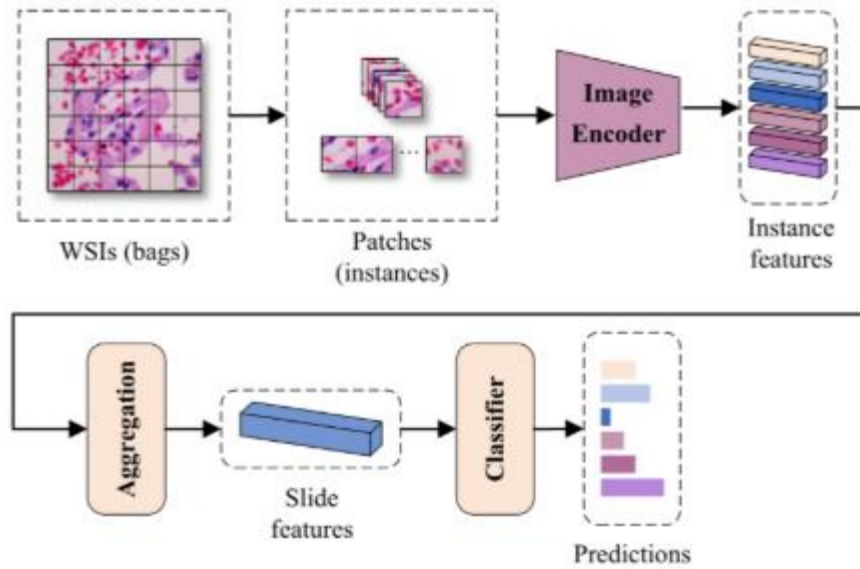 WSIs (bags)
Patches
(instances)
Image
Encoder
Instance
features
Aggregation
Slide
features
Classifier
Predictions